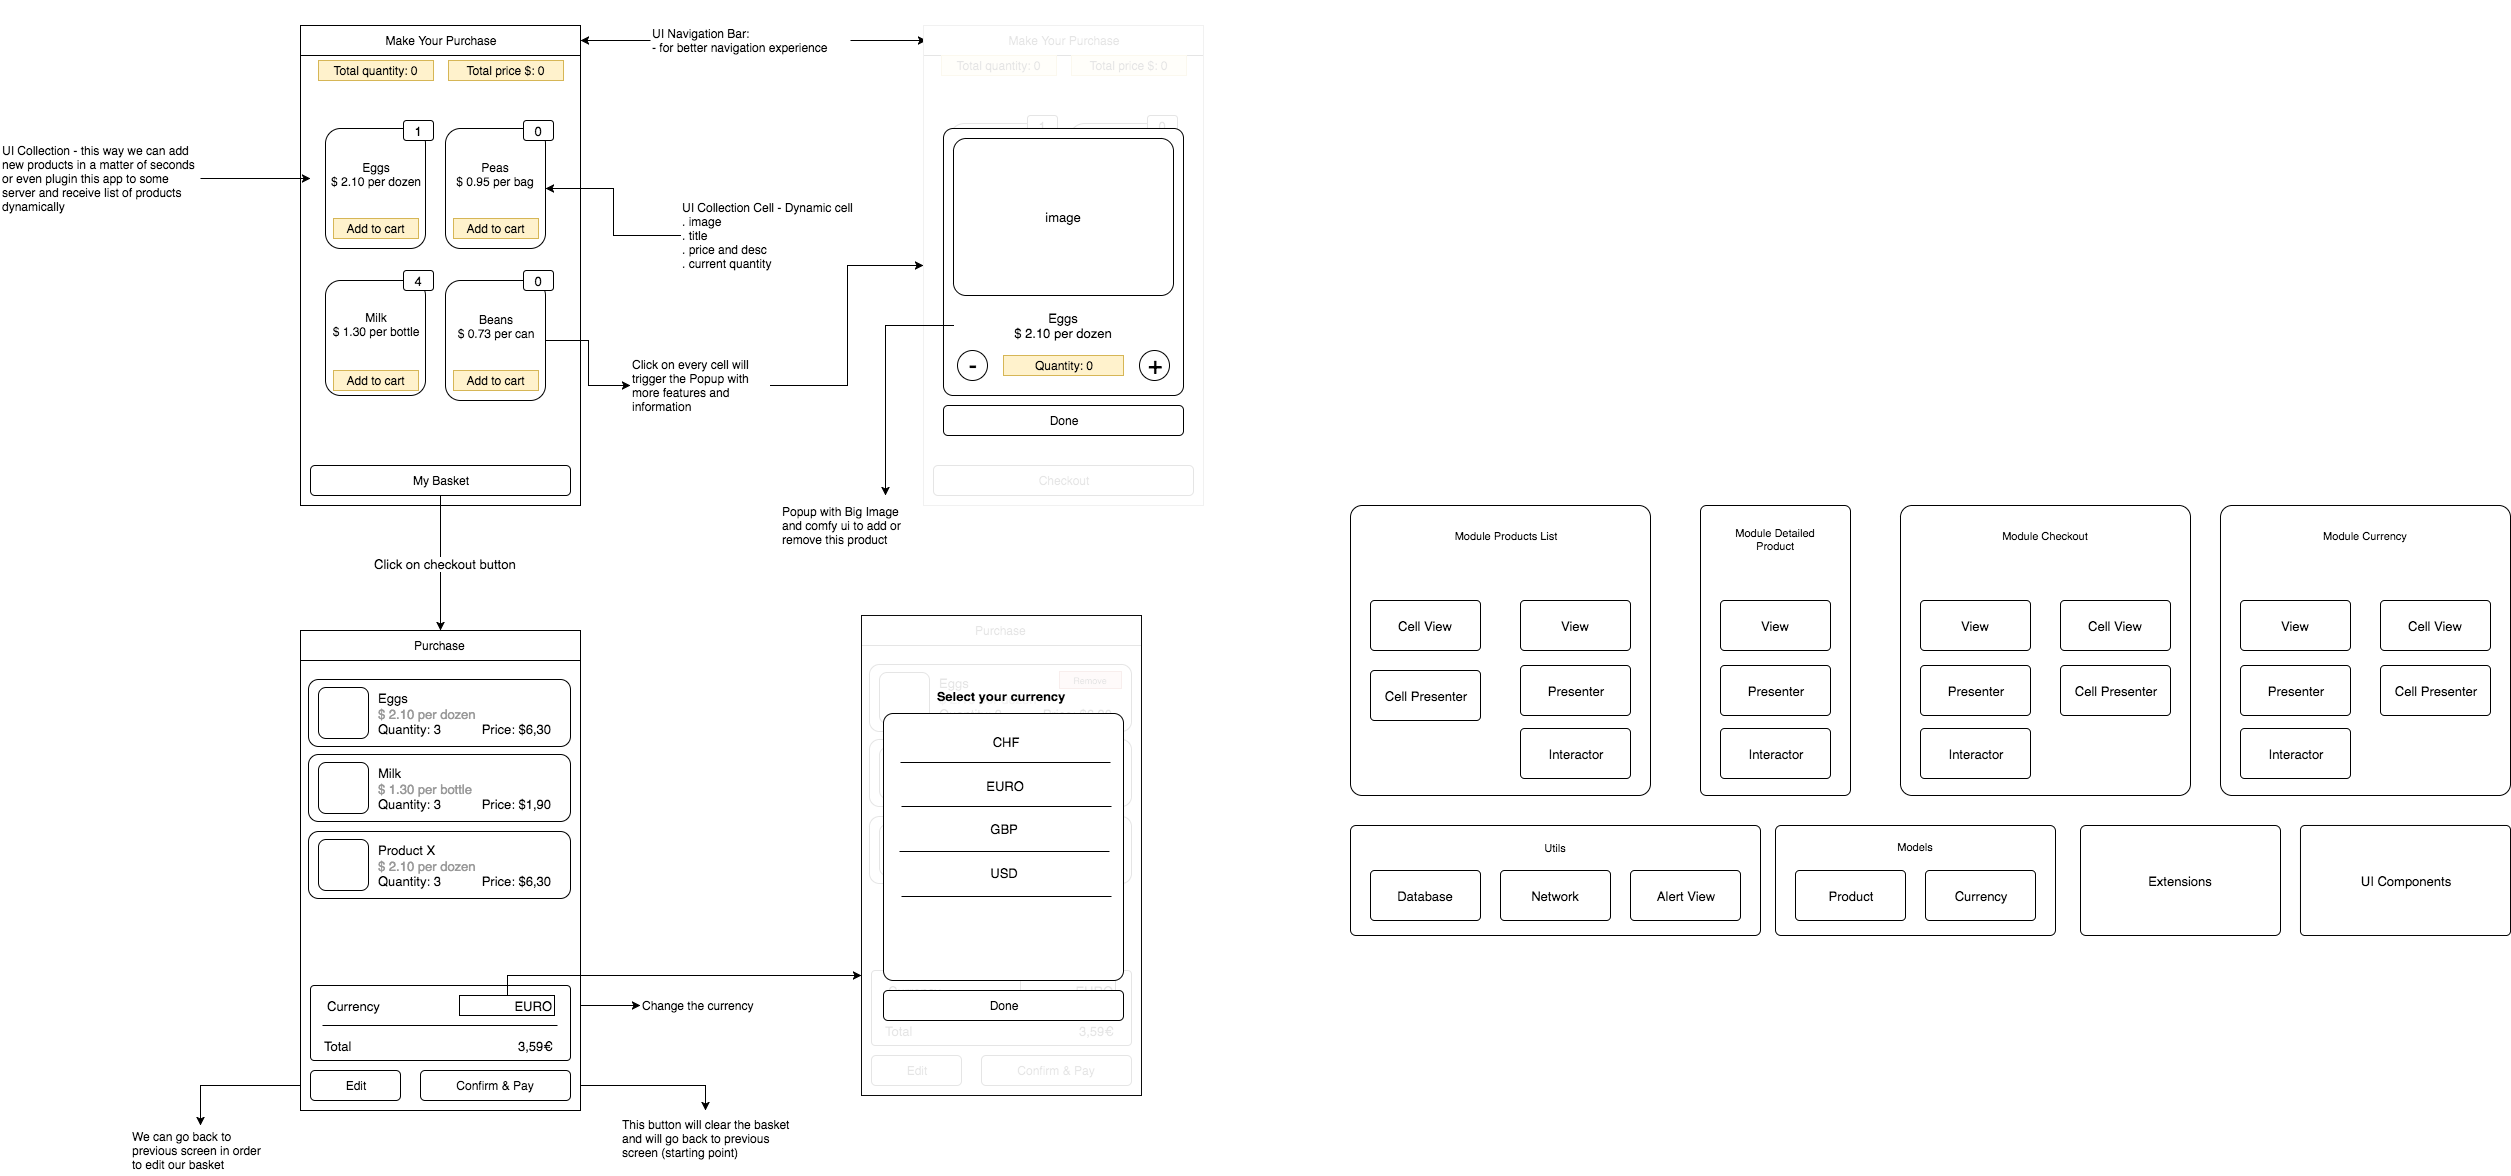 Make Your Purchase
Total quantity: 0
Total price $: 0
1
Eggs
$ 2.10 per dozen
Add to cart
0
Peas
$ 0.95 per bag
Add to cart
4
Milk
$ 1.30 per bottle
Add to cart
0
Beans
$ 0.73 per can
Add to cart
My Basket
UI Collection - this way we can add
new products in a matter of seconds
or even plugin this app to some
server and receive list of products
dynamically
UI Navigation Bar:
- for better navigation experience
UI Collection Cell - Dynamic cell
. image
. title
. price and desc
. current quantity
Click on every cell will
trigger the Popup with
more features and
information
Make Your Purchase
Total quantity: 0
Total price $: 0
1
0
image
Eggs
$ 2.10 per dozen
-
Quantity: 0
+
Done
Checkout
Popup with Big Image
and comfy ui to add or
remove this product
Click on checkout button
Purchase
Eggs
$ 2.10 per dozen
Quantity: 3
Price: $6,30
Milk
$ 1.30 per bottle
Quantity: 3
Price: $1,90
Product X
$ 2.10 per dozen
Quantity: 3
Price: $6,30
Currency
EURO
Total
3,59€
Edit
Confirm & Pay
Change the currency
We can go back to
previous screen in order
to edit our basket
This button will clear the basket
and will go back to previous
screen (starting point)
Purchase
Eggs
Remove
Select your currency
CHF
EURO
GBP
USD
Done
Total
3,59€
Edit
Confirm & Pay
Module Products List
Cell View
View
Cell Presenter
Presenter
Interactor
Module Detailed
Product
View
Presenter
Interactor
Module Checkout
View
Cell View
Presenter
Cell Presenter
Interactor
Module Currency
View
Cell View
Presenter
Cell Presenter
Interactor
Utils
Database
Network
Alert View
Models
Product
Currency
Extensions
UI Components